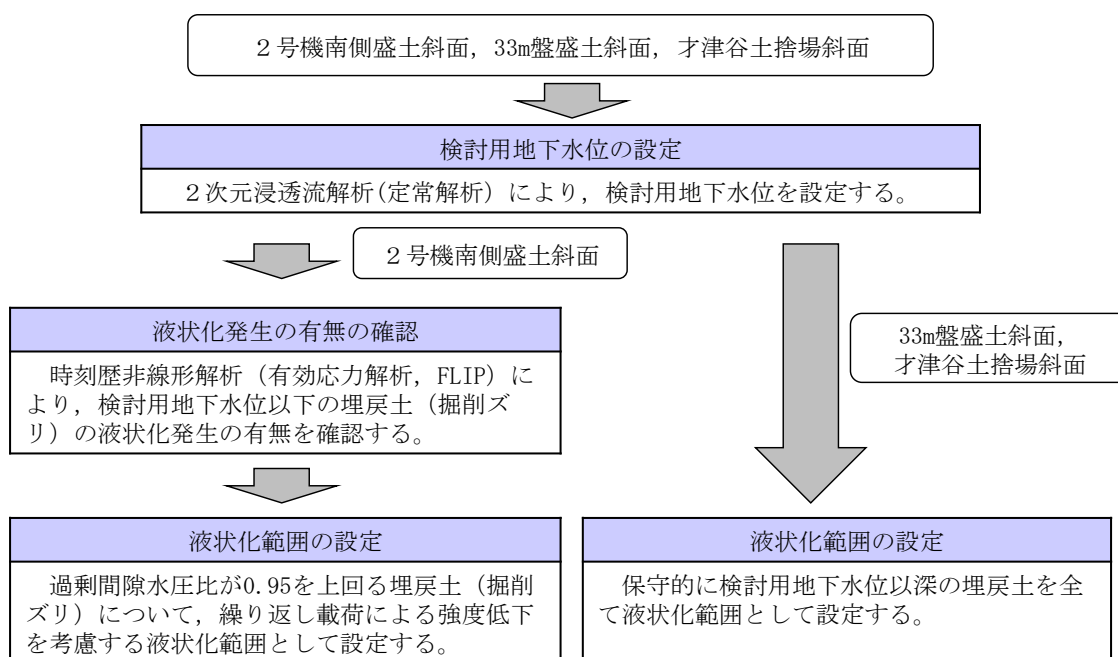 ２号機南側盛土斜面，33m盤盛土斜面，才津谷土捨場斜面
検討用地下水位の設定
２次元浸透流解析(定常解析）により，検討用地下水位を設定する。
２号機南側盛土斜面
液状化発生の有無の確認
時刻歴非線形解析（有効応力解析，FLIP）に
より，検討用地下水位以下の埋戻土（掘削ズ
リ）の液状化発生の有無を確認する。
33m盤盛土斜面，
才津谷土捨場斜面
液状化範囲の設定
過剰間隙水圧比が0.95を上回る埋戻土（掘削
ズリ）について，繰り返し載荷による強度低下
を考慮する液状化範囲として設定する。
液状化範囲の設定
保守的に検討用地下水位以深の埋戻土を全
て液状化範囲として設定する。